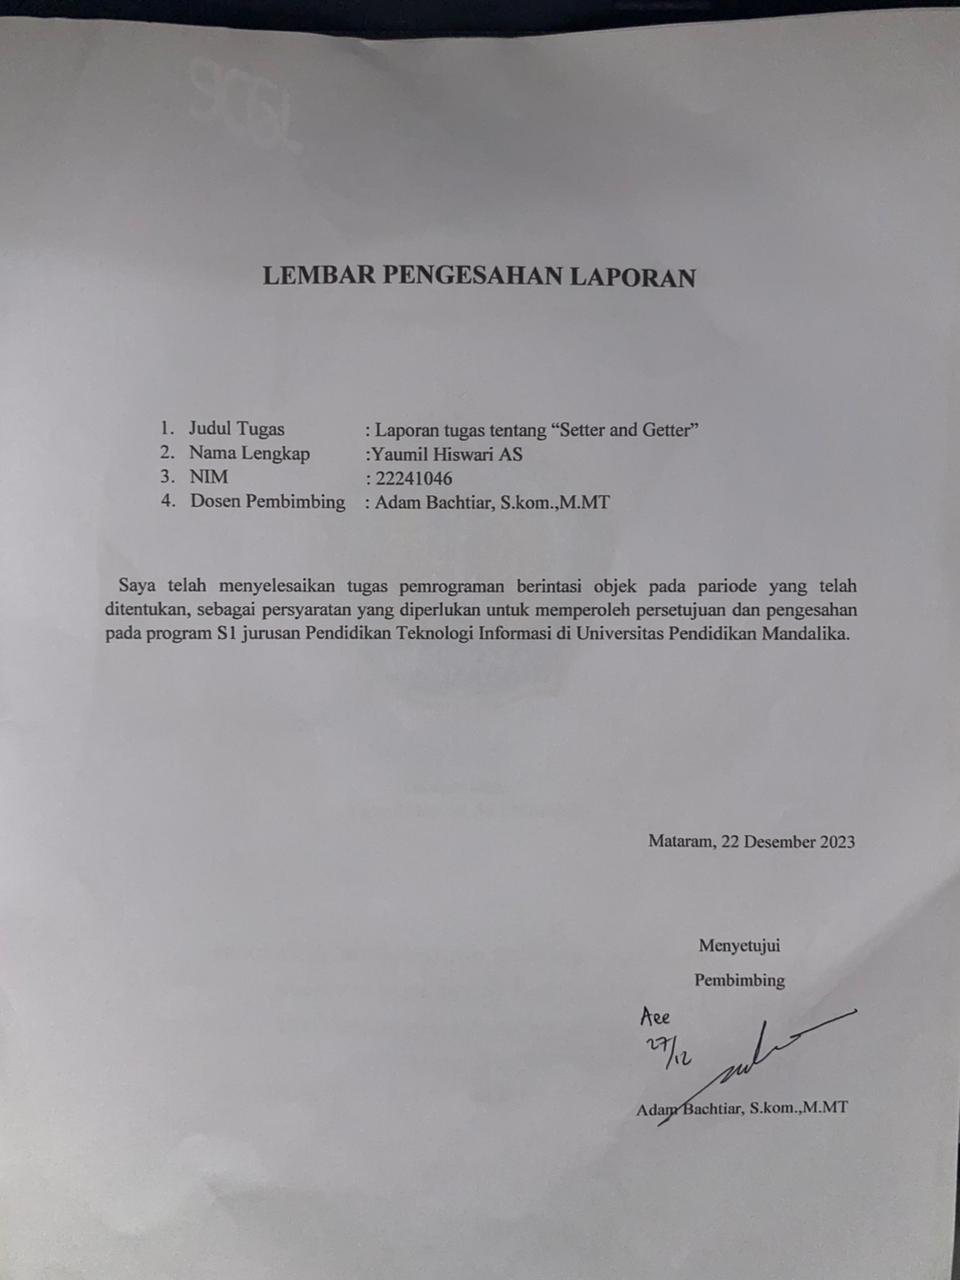 LEMBAR PENGESAHAN LAPORAN
1. Judul Tugas : Laporan tugas tentang “Setter and Getter”
2. Nama Lengkap :Yaumil Hiswari AS
3. NIM : 22241046
4. Dosen Pembimbing : Adam Bachtiar, S.kom.,M.MT
Saya telah menyelesaikan tugas pemrograman berintasi objek pada pariode yang telah
ditentukan, sebagai persyaratan yang diperlukan untuk memperoleh persetujuan dan pengesahan
pada program S1 jurusan Pendidikan Teknologi Informasi di Universitas Pendidikan Mandalika.
Mataram, 22 Desember 2023
Menyetujui
Pembimbing
Acc
27/12
Adam Bachtiar, S.kom.,M.MT